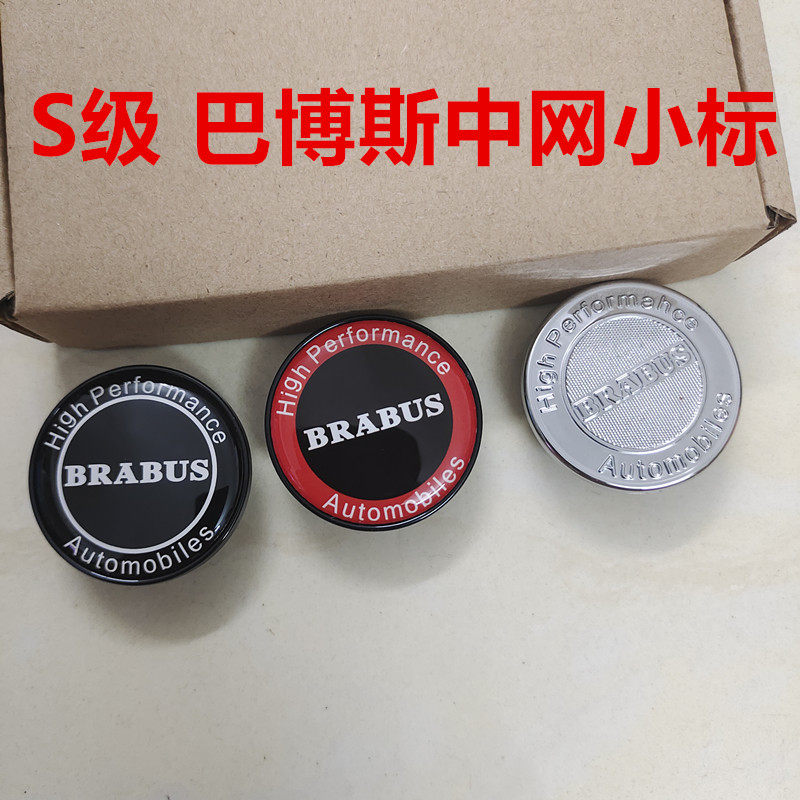 S级 巴博斯中网小标
High Performance
BRABUS
Automobiles
High Performance
BRABUS
Automobiles
High Performance
BRABUS
Automobiles